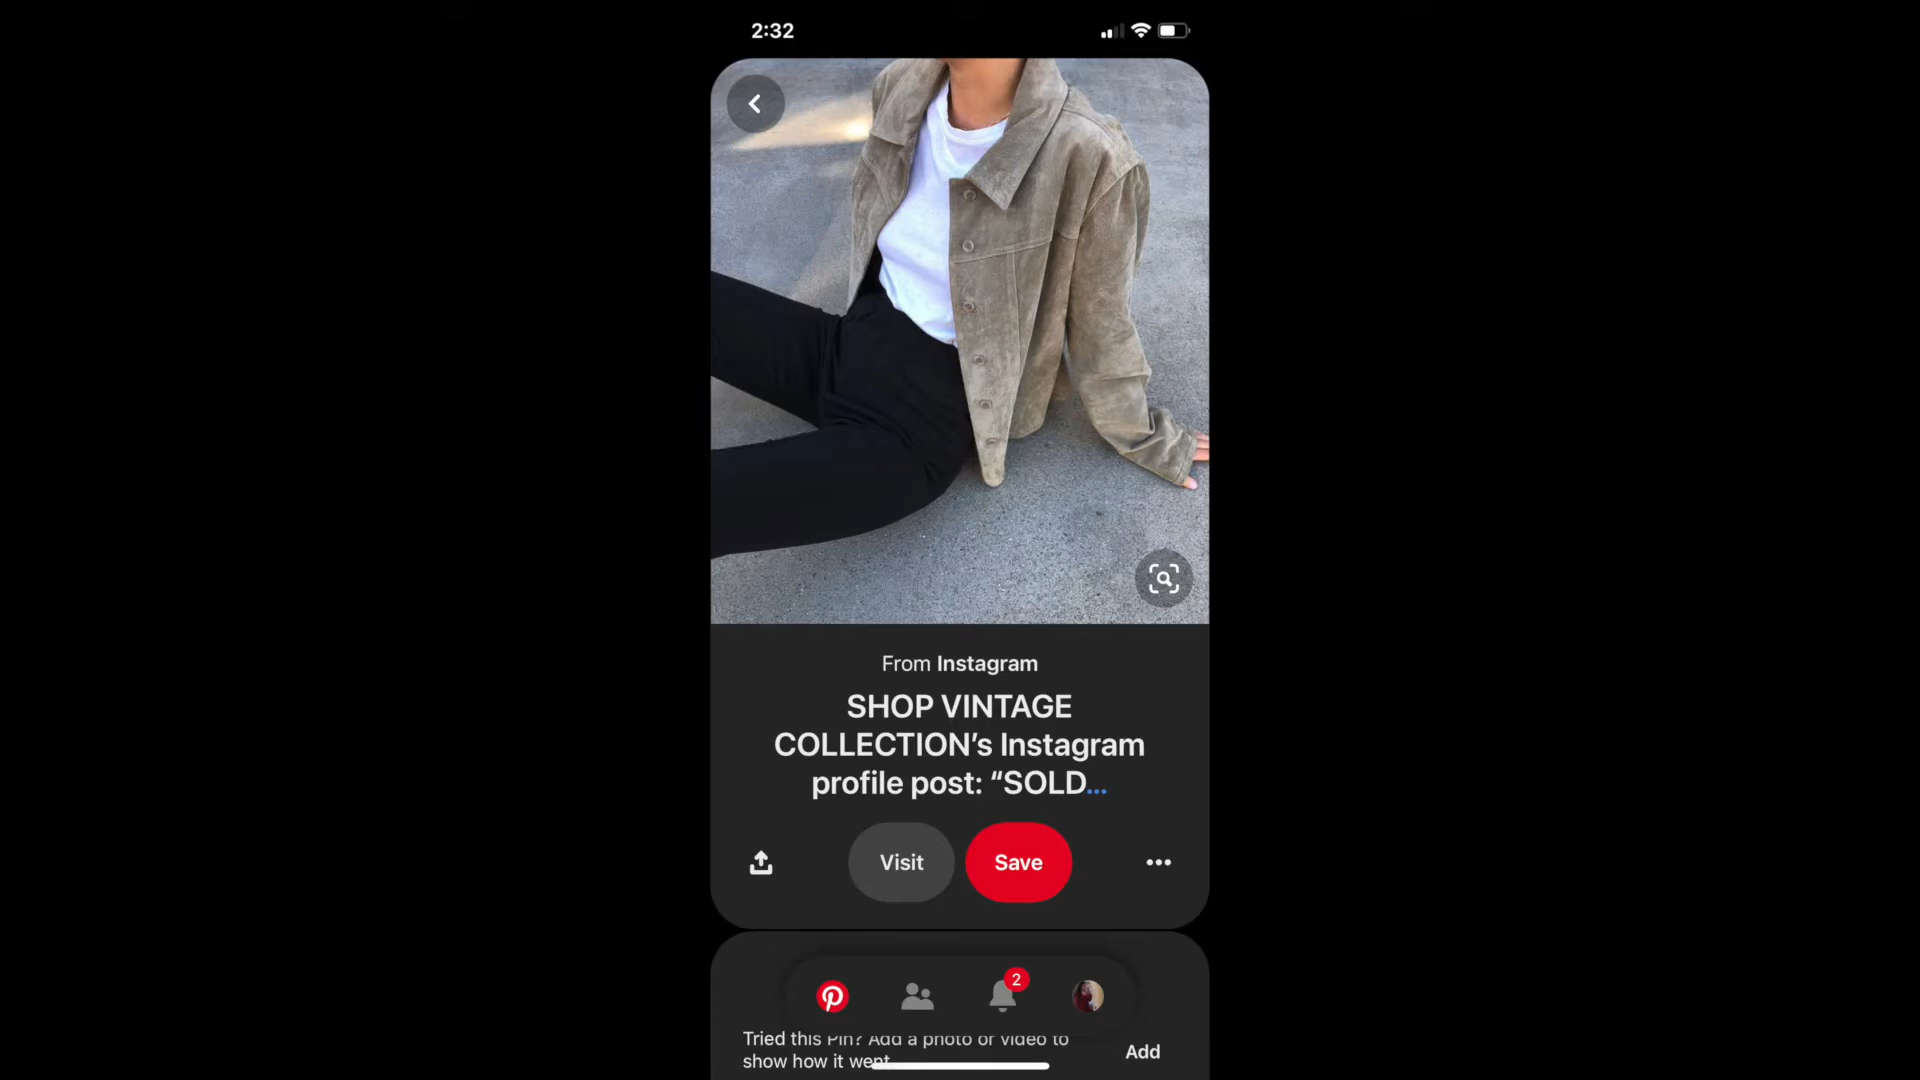 2:32
From Instagram
SHOP VINTAGE
COLLECTION’s Instagram
profile post: “SOLD...
Visit
Save
2
Tried this Pin? Add a photo or video to
show how it went
Add